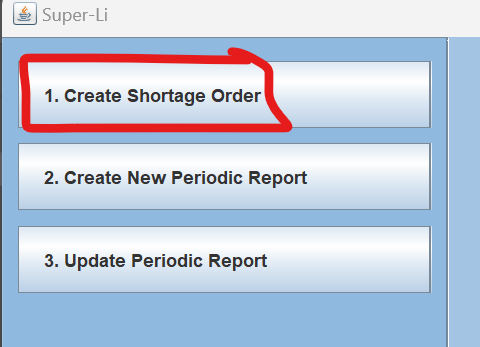 Super-Li
1. Create Shortage Order
2. Create New Periodic Report
3. Update Periodic Report